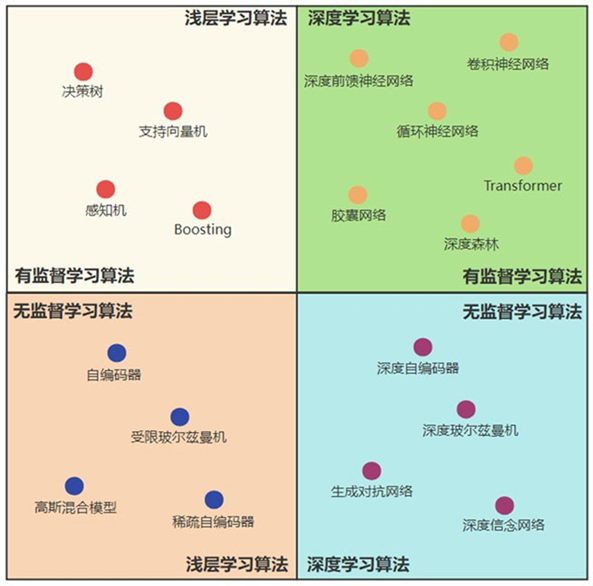 浅层学习算法
决策树
支持向量机
感知机
Boosting
有监督学习算法
深度学习算法
卷积神经网络
深度前馈神经网络
循环神经网络
Transformer
胶囊网络
深度森林
有监督学习算法
无监督学习算法
自编码器
受限玻尔兹曼机
高斯混合模型
稀疏自编码器
浅层学习算法
无监督学习算法
深度自编码器
深度玻尔兹曼机
生成对抗网络
深度信念网络
深度学习算法